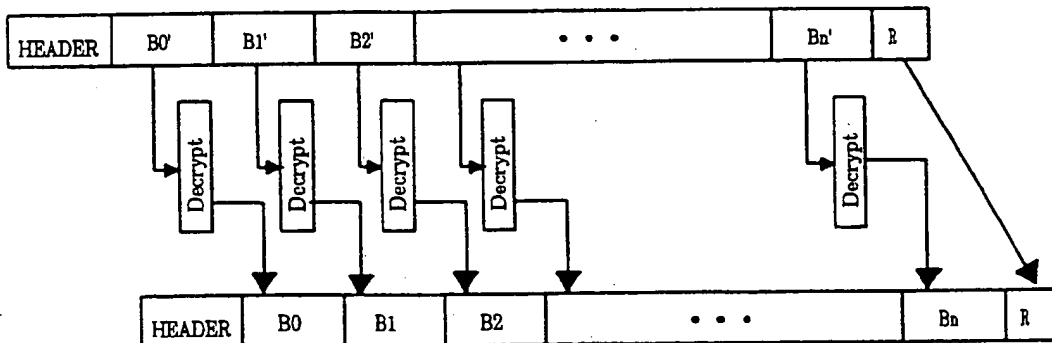 HEADER B0' B1' B2' • • • Bn' R
Decrypt Decrypt Decrypt Decrypt Decrypt
HEADER B0 B1 B2 • • • Bn R